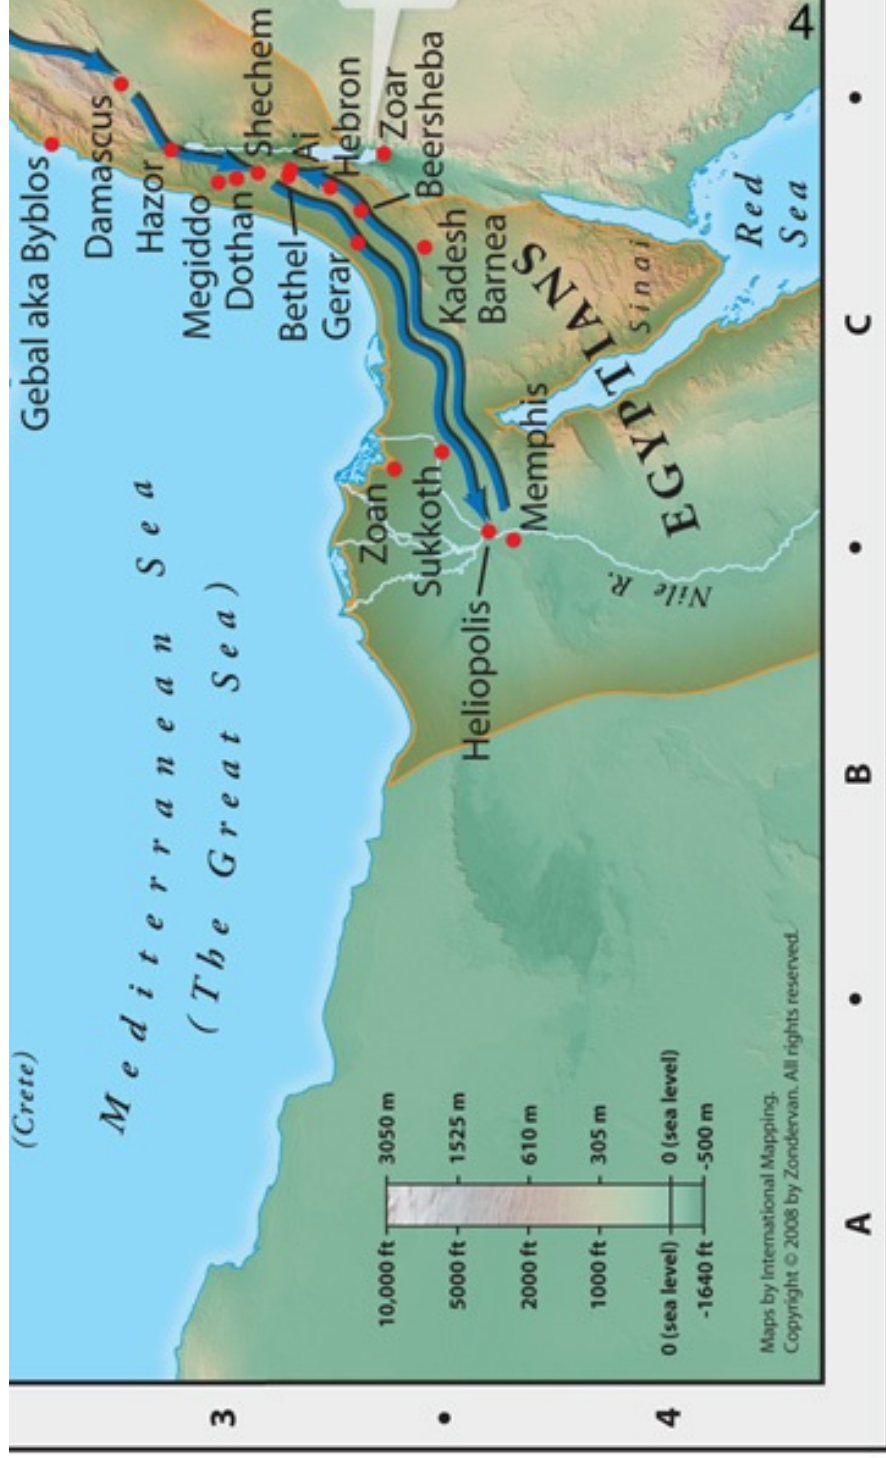 (Crete)
Mediterranean Sea
(The Great Sea)
Gebal aka Byblos
Damascus
Hazor
Megiddo
Dothan
Shechem
Bethel
Ai
Gerar
Hebron
Zoar
Beersheba
Kadesh
Barnea
Zoan
Sukkoth
Heliopolis
Memphis
EGYPTIANS
Sinai
Red
Sea
Nile R.
10,000 ft
3050 m
5000 ft
1525 m
2000 ft
610 m
1000 ft
305 m
0 (sea level)
0 (sea level)
-1640 ft
-500 m
Maps by International Mapping.
Copyright © 2008 by Zondervan. All rights reserved.
3
4
A
B
C
4